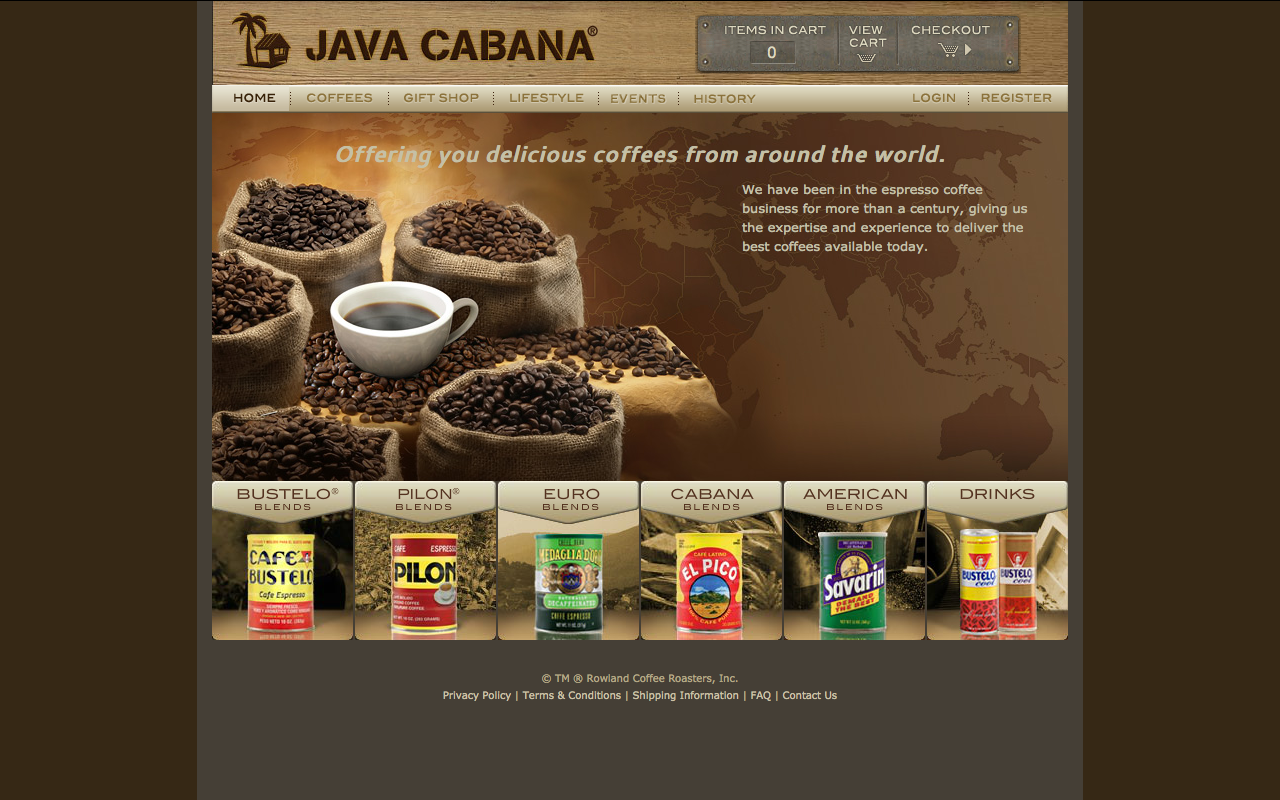 JAVA CABANA®
ITEMS IN CART
0
VIEW
CART
CHECKOUT
HOME
COFFEES
GIFT SHOP
LIFESTYLE
EVENTS
HISTORY
LOGIN
REGISTER
Offering you delicious coffees from around the world.
We have been in the espresso coffee
business for more than a century, giving us
the expertise and experience to deliver the
best coffees available today.
BUSTELO®
BLENDS
PILON®
BLENDS
EURO
BLENDS
CABANA
BLENDS
AMERICAN
BLENDS
DRINKS
CAFÉ
BUSTELO
Cafe Espresso
CAFE ESPRESSO
PILON
MEDAGLIA D'ORO
NATURALLY
DECAFFEINATED
CAFFE ESPRESSO
CAFE LATINO
EL PICO
Savarin
DEMAND
THE BEST
BUSTELO
cool
BUSTELO
cool
© TM ® Rowland Coffee Roasters, Inc.
Privacy Policy | Terms & Conditions | Shipping Information | FAQ | Contact Us